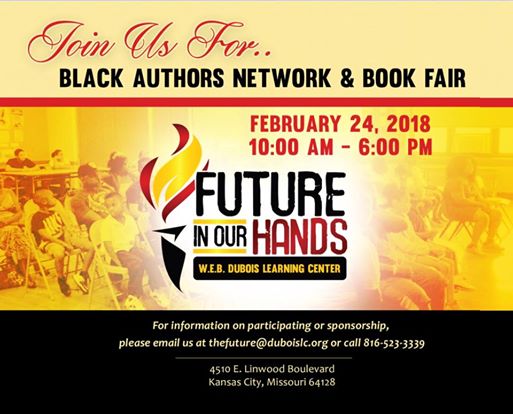 Join Us For..
BLACK AUTHORS NETWORK & BOOK FAIR
FEBRUARY 24, 2018
10:00 AM – 6:00 PM
FUTURE
IN OUR HANDS
W.E.B. DUBOIS LEARNING CENTER
For information on participating or sponsorship,
please email us at thefuture@duboislc.org or call 816-523-3339
4510 E. Linwood Boulevard
Kansas City, Missouri 64128